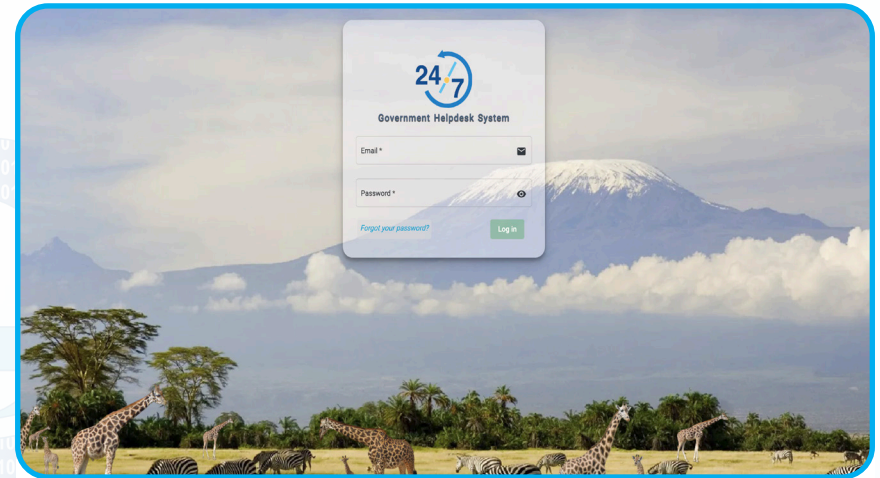 24/7
Government Helpdesk System
Email *
Password *
Forgot your password?
Log in